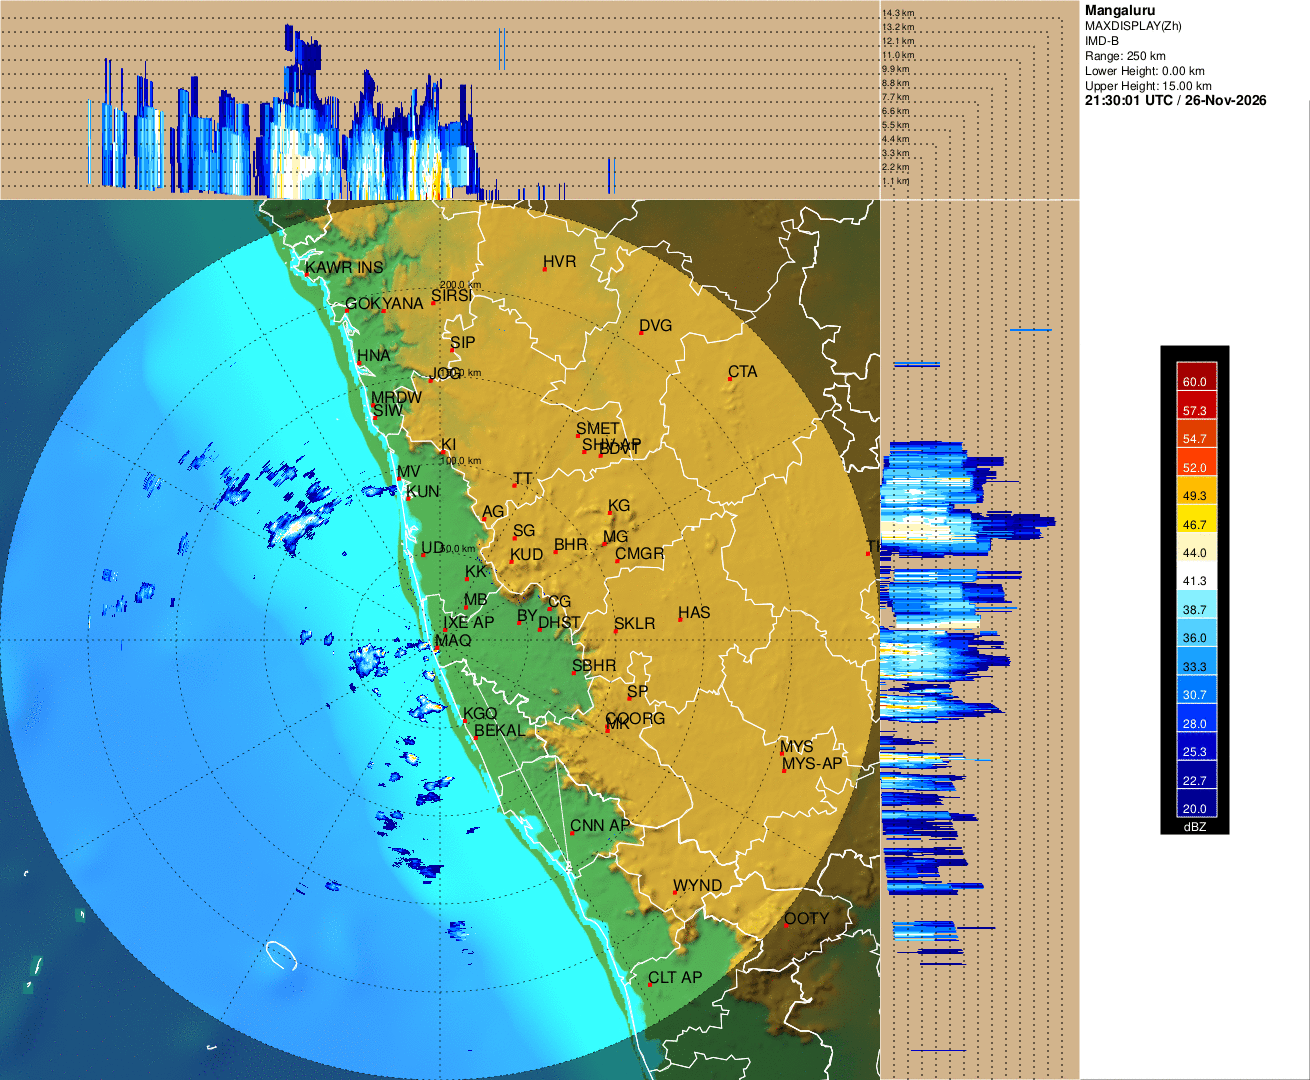 14.3 km
13.2 km
12.1 km
11.0 km
9.9 km
8.8 km
7.7 km
6.6 km
5.5 km
4.4 km
3.3 km
2.2 km
1.1 km
Mangaluru
MAXDISPLAY(Zh)
IMD-B
Range: 250 km
Lower Height: 0.00 km
Upper Height: 15.00 km
21:30:01 UTC / 26-Nov-2026
HVR
KAWR INS
200.0 km
SIRSI
GOKYANA
DVG
SIP
HNA
CTA
JOG
MRDW
SIW
SMET
SHV-AP
BDVT
KI
100.0 km
MV
TT
KUN
KG
AG
SG
MG
UD
50.0 km
KUD
BHR
CMGR
KK
MB
CG
IXE AP
BY
DHST
HAS
SKLR
MAQ
SBHR
SP
KGQ
COORG
MK
BEKAL
MYS
MYS-AP
CNN AP
WYND
OOTY
CLT AP
60.0
57.3
54.7
52.0
49.3
46.7
44.0
41.3
38.7
36.0
33.3
30.7
28.0
25.3
22.7
20.0
dBZ